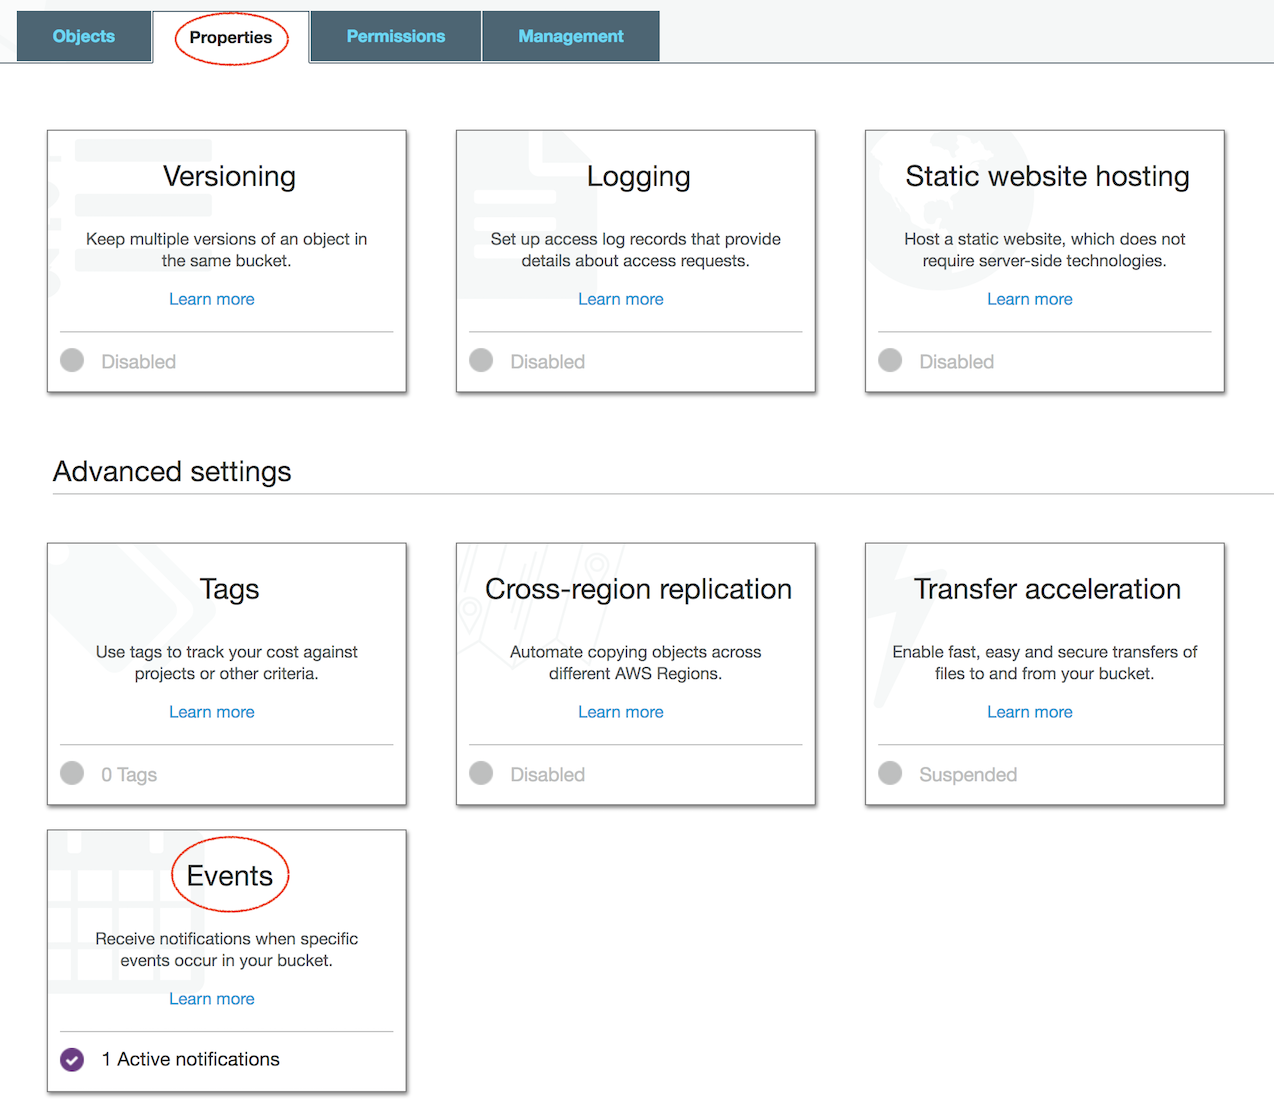 Objects
Properties
Permissions
Management
Versioning
Keep multiple versions of an object in
the same bucket.
Learn more
Disabled
Logging
Set up access log records that provide
details about access requests.
Learn more
Disabled
Static website hosting
Host a static website, which does not
require server-side technologies.
Learn more
Disabled
Advanced settings
Tags
Use tags to track your cost against
projects or other criteria.
Learn more
0 Tags
Cross-region replication
Automate copying objects across
different AWS Regions.
Learn more
Disabled
Transfer acceleration
Enable fast, easy and secure transfers of
files to and from your bucket.
Learn more
Suspended
Events
Receive notifications when specific
events occur in your bucket.
Learn more
1 Active notifications